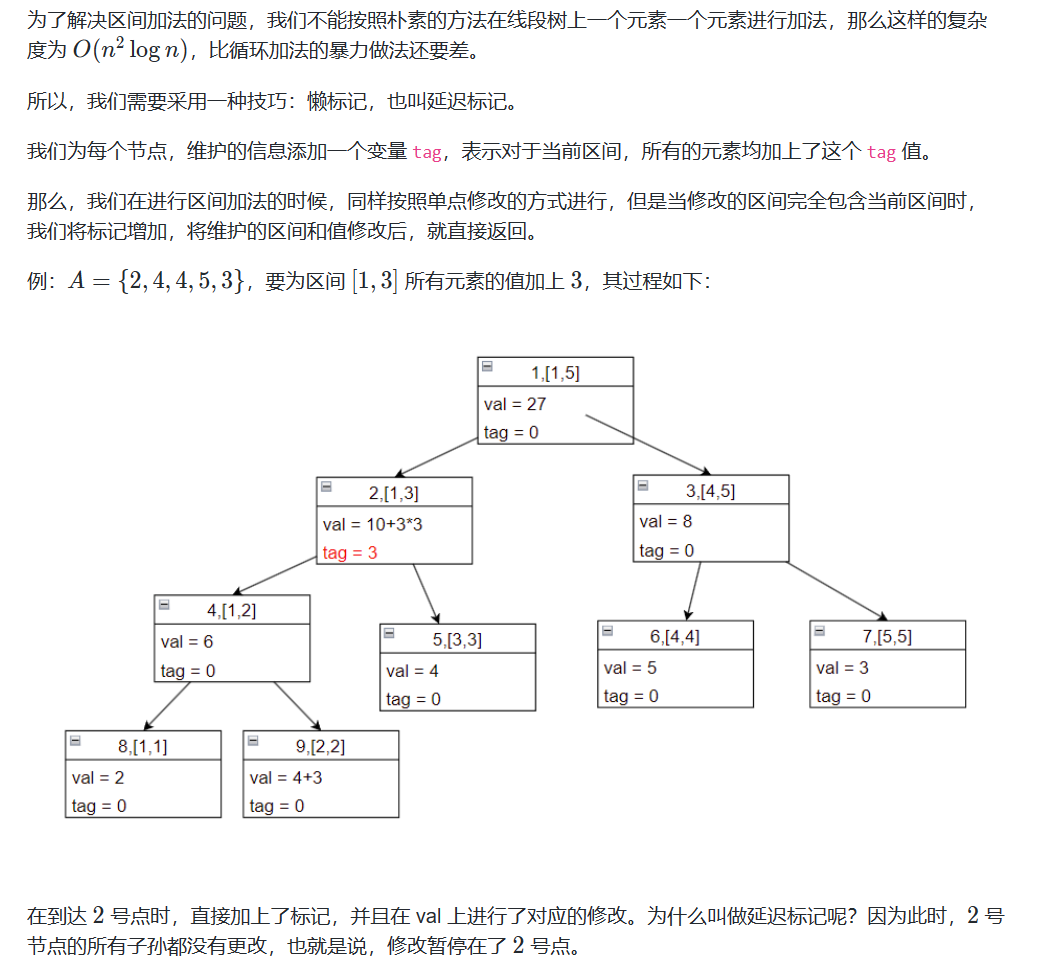 为了解决区间加法的问题，我们不能按照朴素的方法在线段树上一个元素一个元素进行加法，那么这样的复杂
度为 O(n² log n)，比循环加法的暴力做法还要差。
所以，我们需要采用一种技巧：懒标记，也叫延迟标记。
我们为每个节点，维护的信息添加一个变量 tag，表示对于当前区间，所有的元素均加上了这个 tag 值。
那么，我们在进行区间加法的时候，同样按照单点修改的方式进行，但是当修改的区间完全包含当前区间时，
我们将标记增加，将维护的区间和值修改后，就直接返回。
例：A = {2, 4, 4, 5, 3}，要为区间 [1, 3] 所有元素的值加上 3，其过程如下：
1,[1,5]
val = 27
tag = 0
2,[1,3]
val = 10+3*3
tag = 3
3,[4,5]
val = 8
tag = 0
4,[1,2]
val = 6
tag = 0
5,[3,3]
val = 4
tag = 0
6,[4,4]
val = 5
tag = 0
7,[5,5]
val = 3
tag = 0
8,[1,1]
val = 2
tag = 0
9,[2,2]
val = 4+3
tag = 0
在到达 2 号点时，直接加上了标记，并且在 val 上进行了对应的修改。为什么叫做延迟标记呢？因为此时，2 号
节点的所有子孙都没有更改，也就是说，修改暂停在了 2 号点。